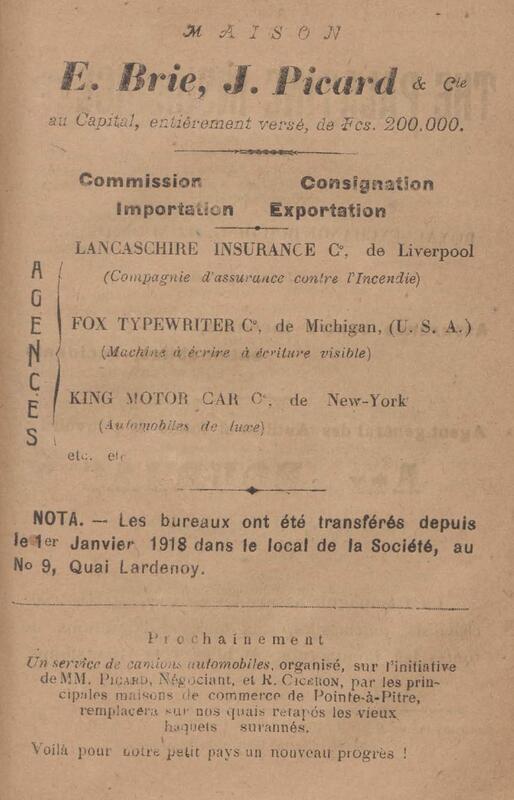 MAISON
E. Brie, J. Picard & Cie
au Capital, entiêrement versé, de Fcs. 200.000.
Commission Consignation
Importation Exportation
AGENCES
LANCASCHIRE INSURANCE Co, de Liverpool
(Compagnie d'assurance contre l'Incendie)
FOX TYPEWRITER Co, de Michigan, (U. S. A.)
(Machine à écrire à écriture visible)
KING MOTOR CAR Co, de New-York
(Automobiles de luxe)
etc. etc
NOTA. — Les bureaux ont été transférés depuis
le 1er Janvier 1918 dans le local de la Société, au
No 9, Quai Lardenoy.
Prochainement
Un service de camions automobiles, organisé, sur l'initiative
de MM. PICARD, Négociant, et R. CICERON, par les prin-
cipales maisons de commerce de Pointe-à-Pitre,
remplacera sur nos quais retapés les vieux
haquets surannés.
Voilà pour notre petit pays un nouveau progrès !